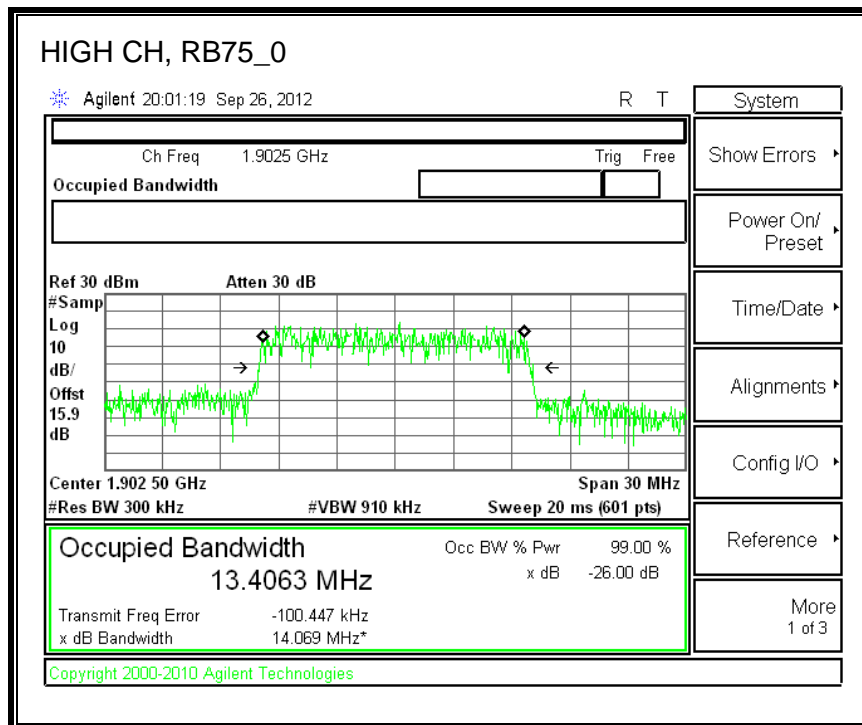 HIGH CH, RB75_0
Agilent 20:01:19 Sep 26, 2012 R T
System
Ch Freq 1.9025 GHz Trig Free
Show Errors
Occupied Bandwidth
Power On/
Preset
Ref 30 dBm Atten 30 dB
#Samp
Log
10
dB/
Offst
15.9
dB
Time/Date
Alignments
Config I/O
Center 1.902 50 GHz Span 30 MHz
#Res BW 300 kHz #VBW 910 kHz Sweep 20 ms (601 pts)
Occupied Bandwidth Occ BW % Pwr 99.00 %
13.4063 MHz x dB -26.00 dB
Reference
Transmit Freq Error -100.447 kHz
x dB Bandwidth 14.069 MHz*
More
1 of 3
Copyright 2000-2010 Agilent Technologies